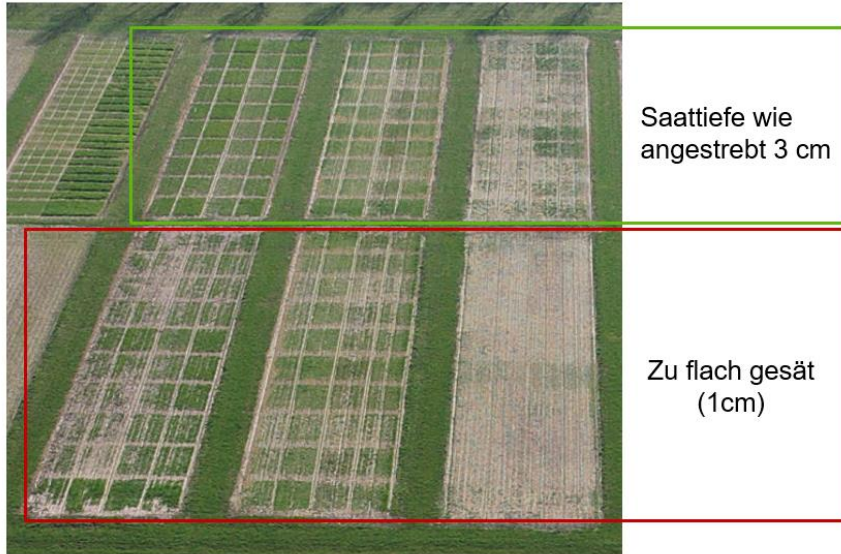 Saattiefe wie
angestrebt 3 cm
Zu flach gesät
(1cm)